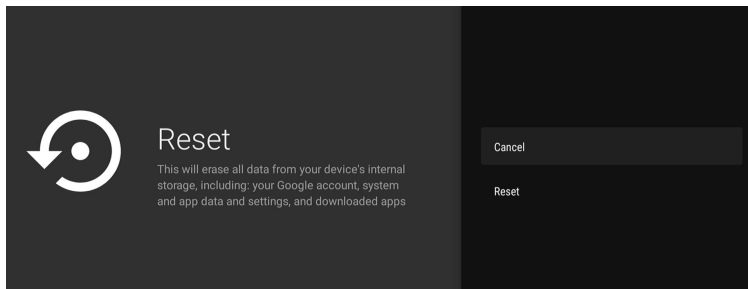 Reset
This will erase all data from your device's internal
storage, including: your Google account, system
and app data and settings, and downloaded apps
Cancel
Reset